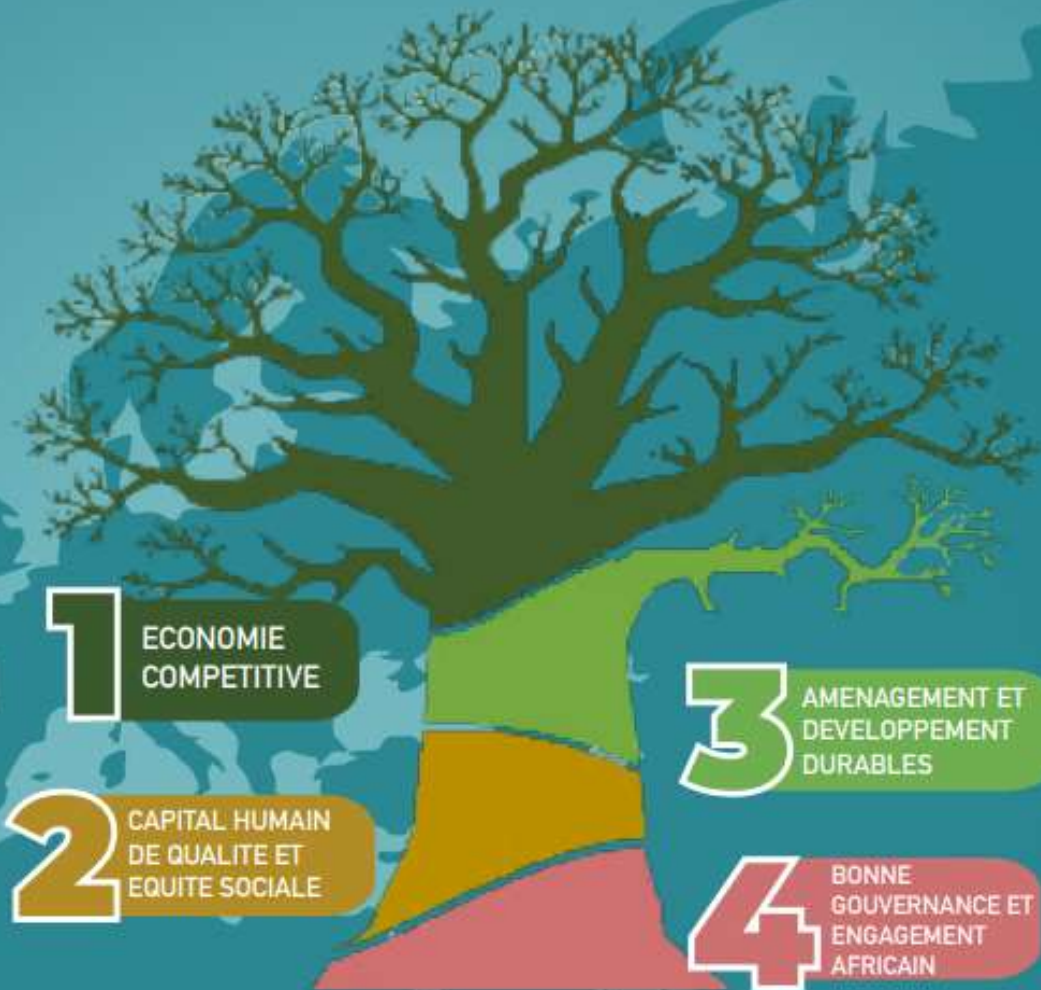 1
ECONOMIE
COMPETITIVE
2
CAPITAL HUMAIN
DE QUALITE ET
EQUITE SOCIALE
3
AMENAGEMENT ET
DEVELOPPEMENT
DURABLES
4
BONNE
GOUVERNANCE ET
ENGAGEMENT
AFRICAIN